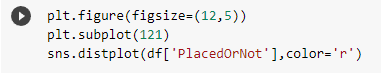 plt.figure(figsize=(12,5))
plt.subplot(121)
sns.distplot(df['PlacedOrNot'],color='r')